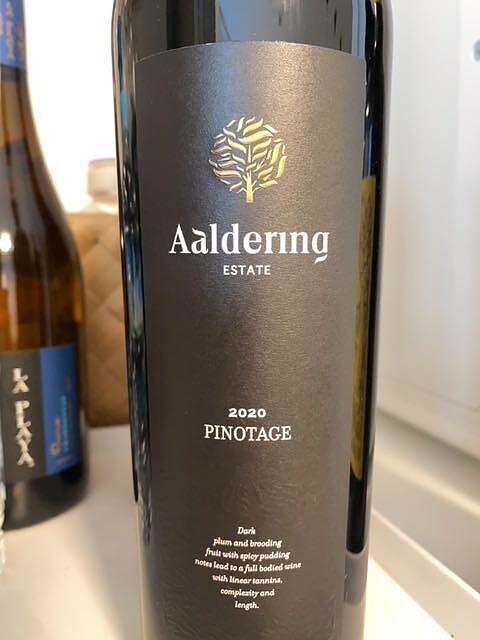 Aaldering
ESTATE
2020
PINOTAGE
Dark
plum and brooding
fruit with spicy pudding
notes lead to a full bodied wine
with linear tannins,
complexity and
length.
LA PLAYA